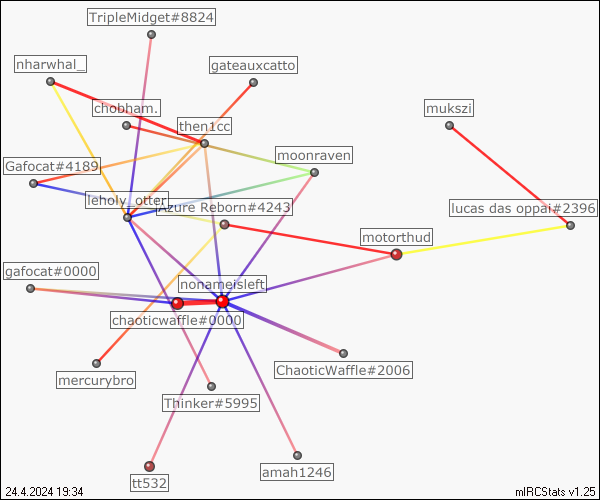 TripleMidget#8824
nharwhal_
gateauxcatto
chobham.
mukszi
then1cc
moonraven
Gafocat#4189
leholy_otter
Azure Reborn#4243
lucas das oppai#2396
motorthud
gafocat#0000
nonameisleft
chaoticwaffle#0000
ChaoticWaffle#2006
mercurybro
Thinker#5995
amah1246
tt532
24.4.2024 19:34
mIRCStats v1.25